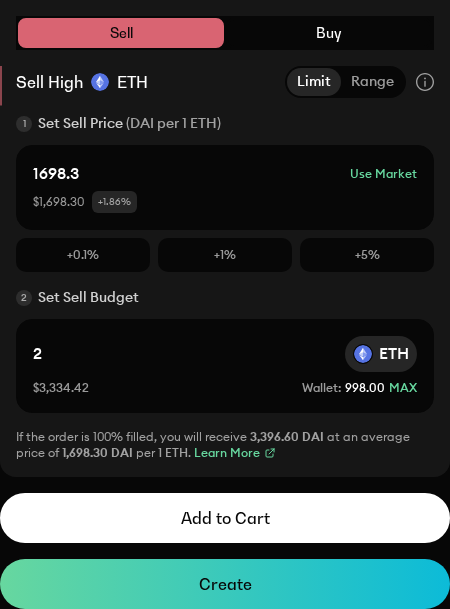 Sell Buy
Sell High ETH Limit Range
1 Set Sell Price (DAI per 1 ETH)
1698.3 Use Market
$1,698.30 +1.86%
+0.1% +1% +5%
2 Set Sell Budget
2 ETH
$3,334.42 Wallet: 998.00 MAX
If the order is 100% filled, you will receive 3,396.60 DAI at an average
price of 1,698.30 DAI per 1 ETH. Learn More
Add to Cart
Create